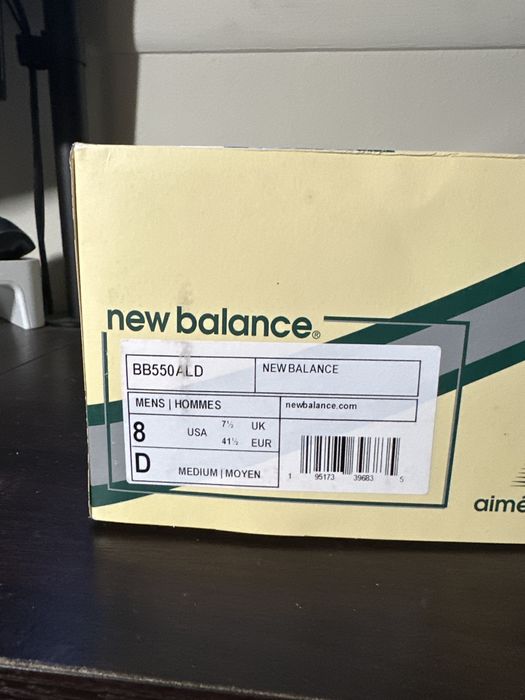 new balance®
BB550ALD
NEW BALANCE
MENS | HOMMES
newbalance.com
8 USA 7½ UK
41½ EUR
D MEDIUM | MOYEN
1 95173 39683 5
aimé